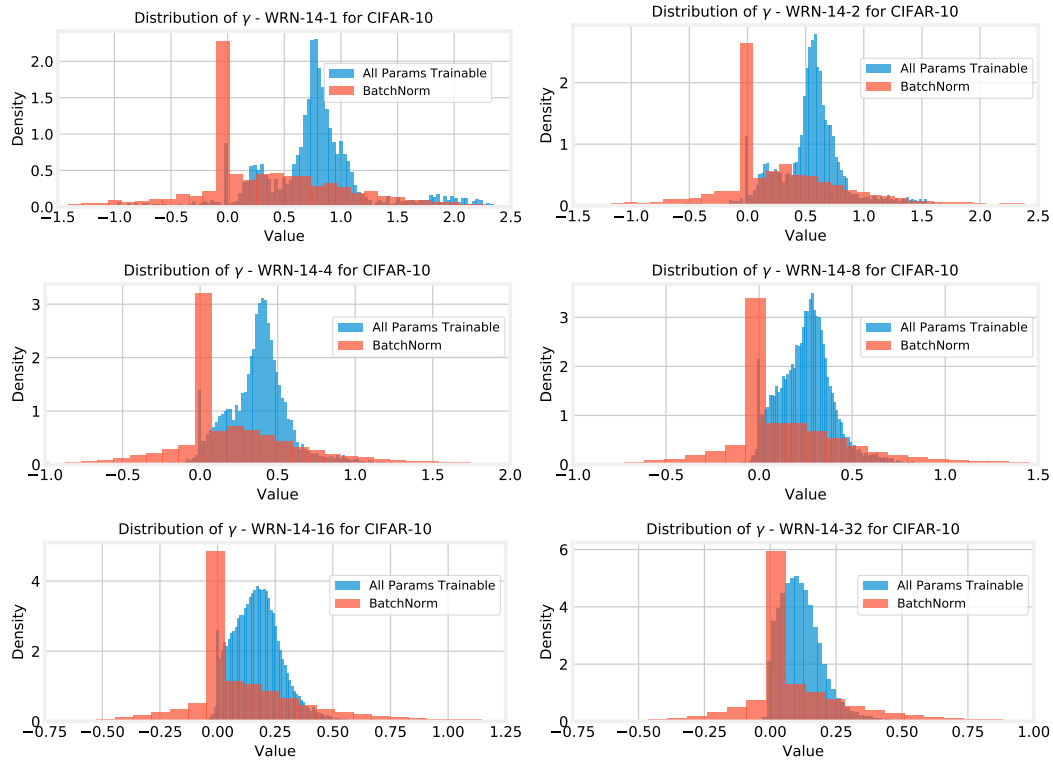 Distribution of γ - WRN-14-1 for CIFAR-10
Density
2.0
1.5
1.0
0.5
0.0
All Params Trainable
BatchNorm
−1.5 −1.0 −0.5 0.0 0.5 1.0 1.5 2.0 2.5
Value
Distribution of γ - WRN-14-2 for CIFAR-10
Density
2
1
0
All Params Trainable
BatchNorm
−1.5 −1.0 −0.5 0.0 0.5 1.0 1.5 2.0 2.5
Value
Distribution of γ - WRN-14-4 for CIFAR-10
Density
3
2
1
0
All Params Trainable
BatchNorm
−1.0 −0.5 0.0 0.5 1.0 1.5 2.0
Value
Distribution of γ - WRN-14-8 for CIFAR-10
Density
3
2
1
0
All Params Trainable
BatchNorm
−1.0 −0.5 0.0 0.5 1.0 1.5
Value
Distribution of γ - WRN-14-16 for CIFAR-10
Density
4
2
0
All Params Trainable
BatchNorm
−0.75 −0.50 −0.25 0.00 0.25 0.50 0.75 1.00 1.25
Value
Distribution of γ - WRN-14-32 for CIFAR-10
Density
6
4
2
0
All Params Trainable
BatchNorm
−0.75 −0.50 −0.25 0.00 0.25 0.50 0.75 1.00
Value